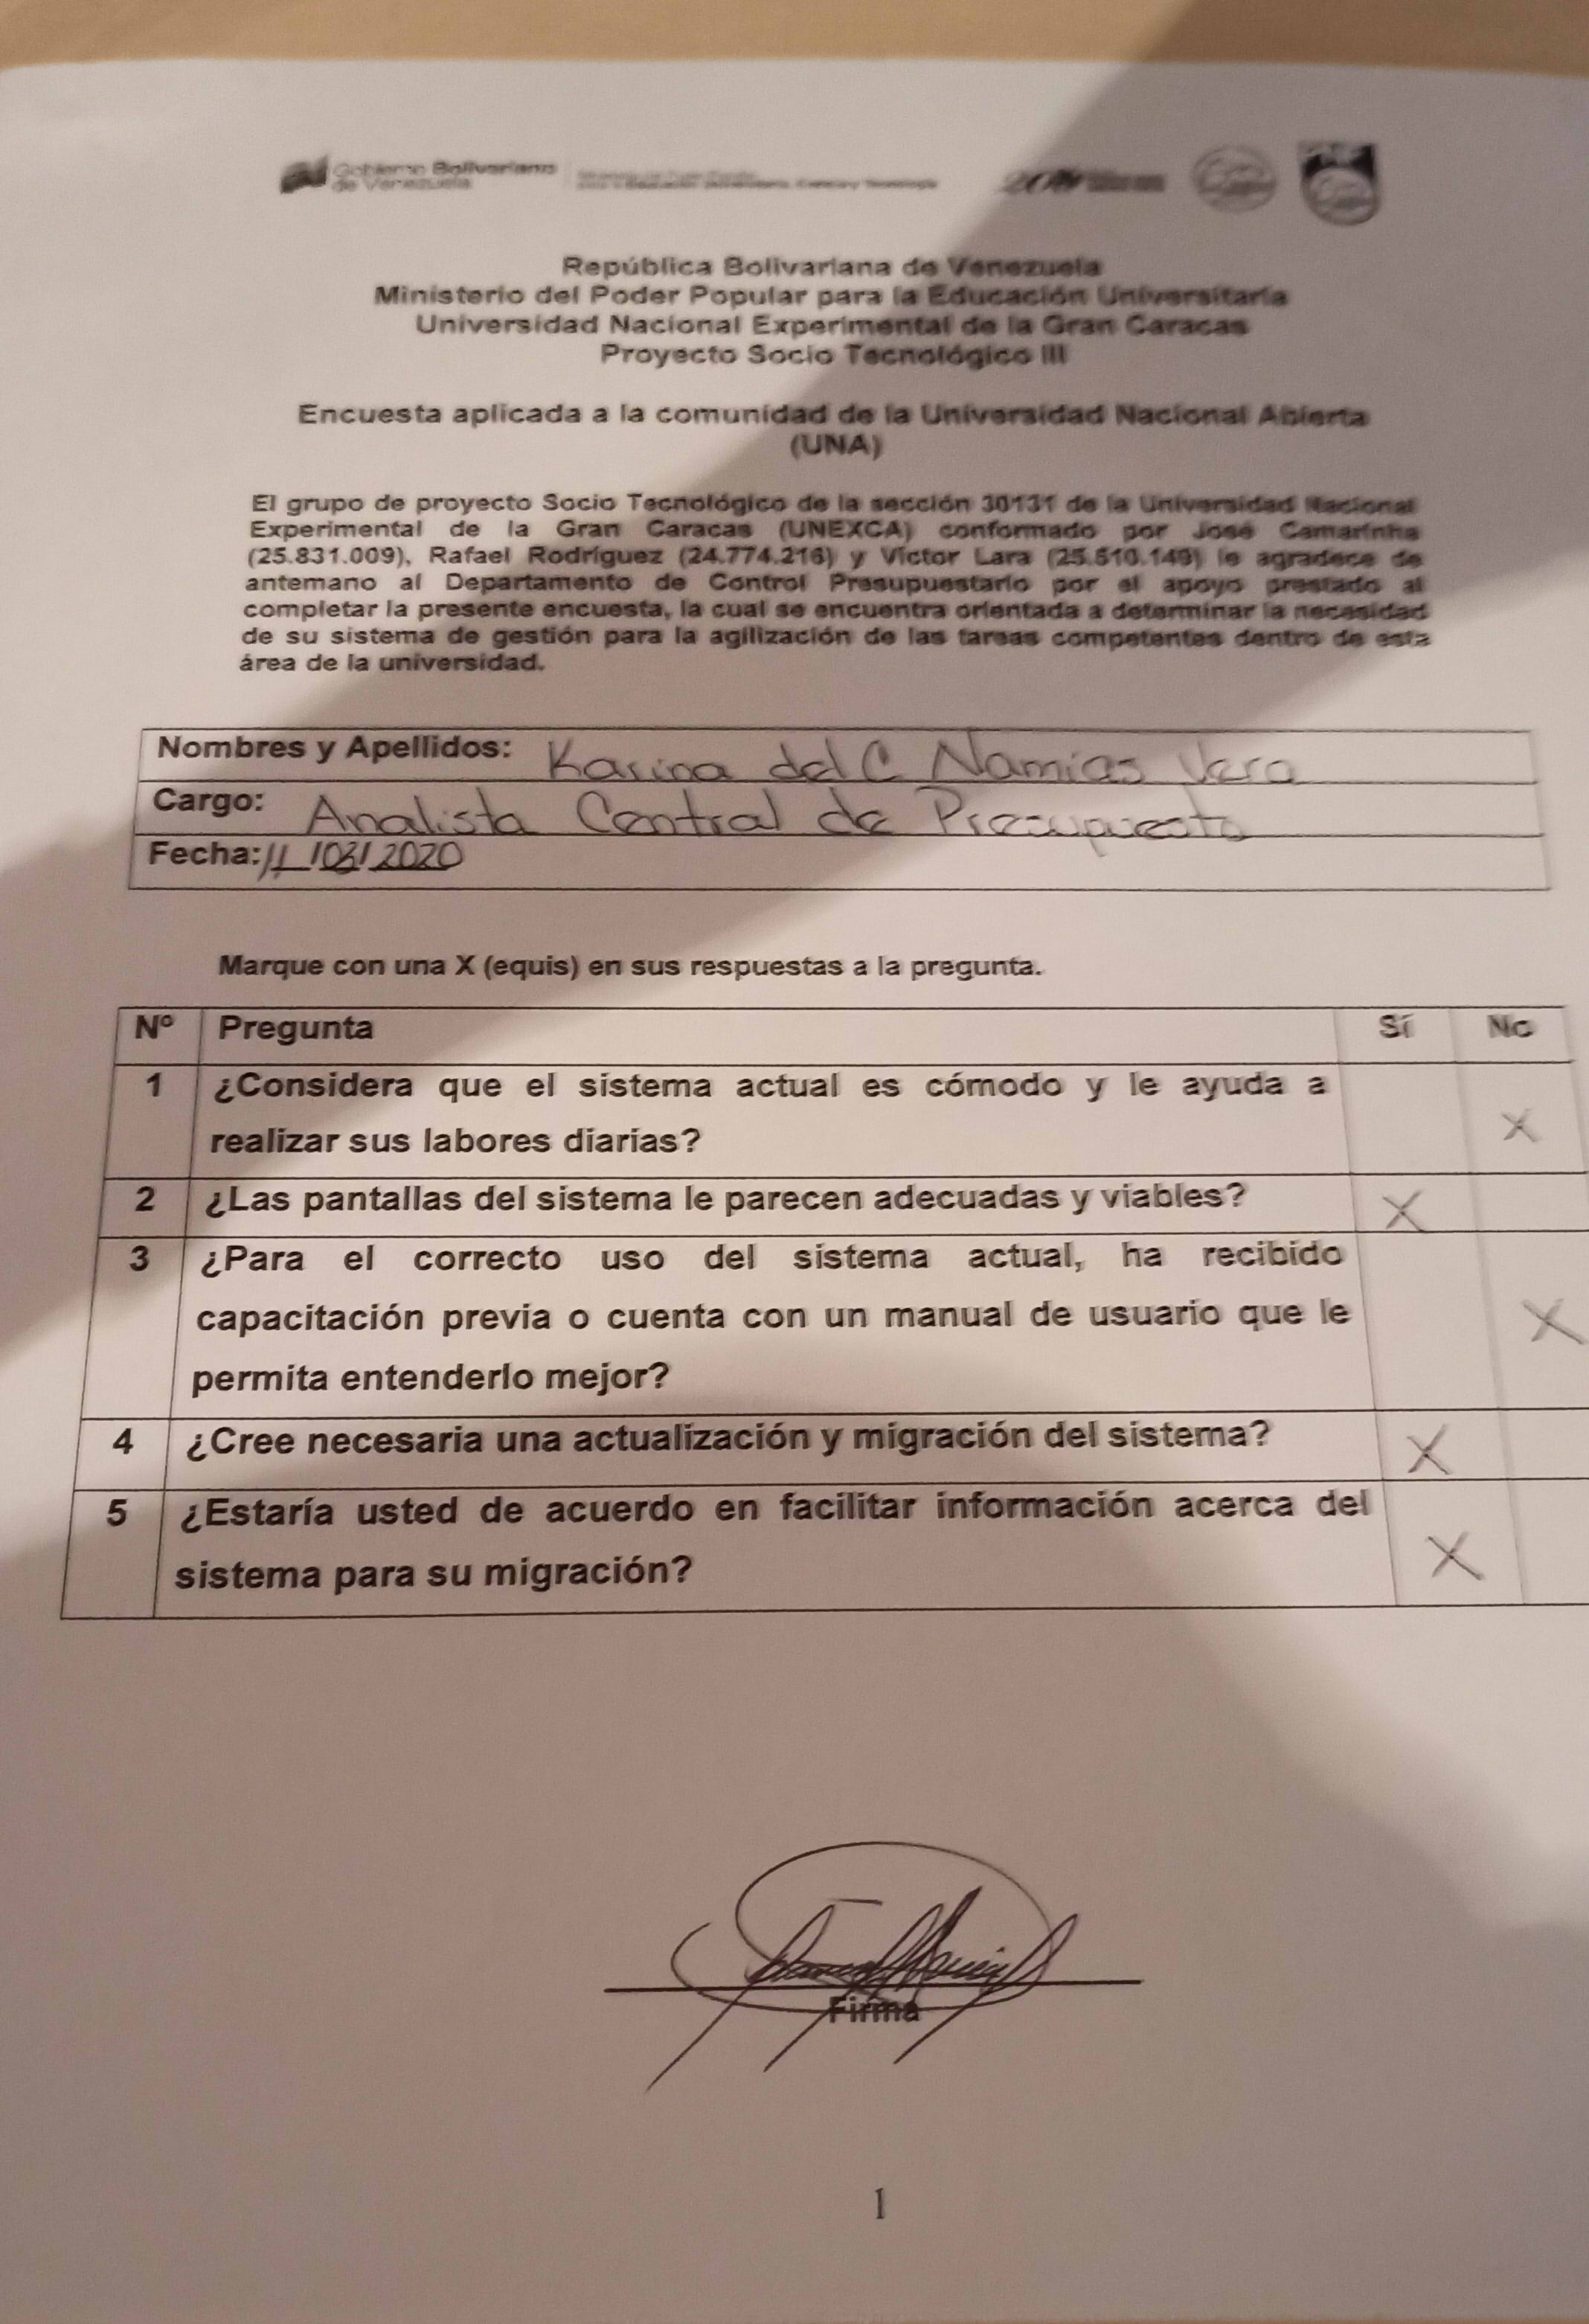 Gobierno Bolivariano
de Venezuela
República Bolivariana de Venezuela
Ministerio del Poder Popular para la Educación Universitaria
Universidad Nacional Experimental de la Gran Caracas
Proyecto Socio Tecnológico III
Encuesta aplicada a la comunidad de la Universidad Nacional Abierta
(UNA)
El grupo de proyecto Socio Tecnológico de la sección 30131 de la Universidad Nacional
Experimental de la Gran Caracas (UNEXCA) conformado por José Camarinha
(25.831.009), Rafael Rodríguez (24.774.216) y Víctor Lara (25.510.149) le agradece de
antemano al Departamento de Control Presupuestario por el apoyo prestado al
completar la presente encuesta, la cual se encuentra orientada a determinar la necesidad
de su sistema de gestión para la agilización de las tareas competentes dentro de esta
área de la universidad.
Nombres y Apellidos: Karina del C Namias Vera
Cargo: Analista Central de Presupuesto
Fecha: 11/03/2020
Marque con una X (equis) en sus respuestas a la pregunta.
Nº Pregunta Sí No
1 ¿Considera que el sistema actual es cómodo y le ayuda a
realizar sus labores diarias? X
2 ¿Las pantallas del sistema le parecen adecuadas y viables? X
3 ¿Para el correcto uso del sistema actual, ha recibido
capacitación previa o cuenta con un manual de usuario que le X
permita entenderlo mejor?
4 ¿Cree necesaria una actualización y migración del sistema? X
5 ¿Estaría usted de acuerdo en facilitar información acerca del
sistema para su migración? X
Firma
1